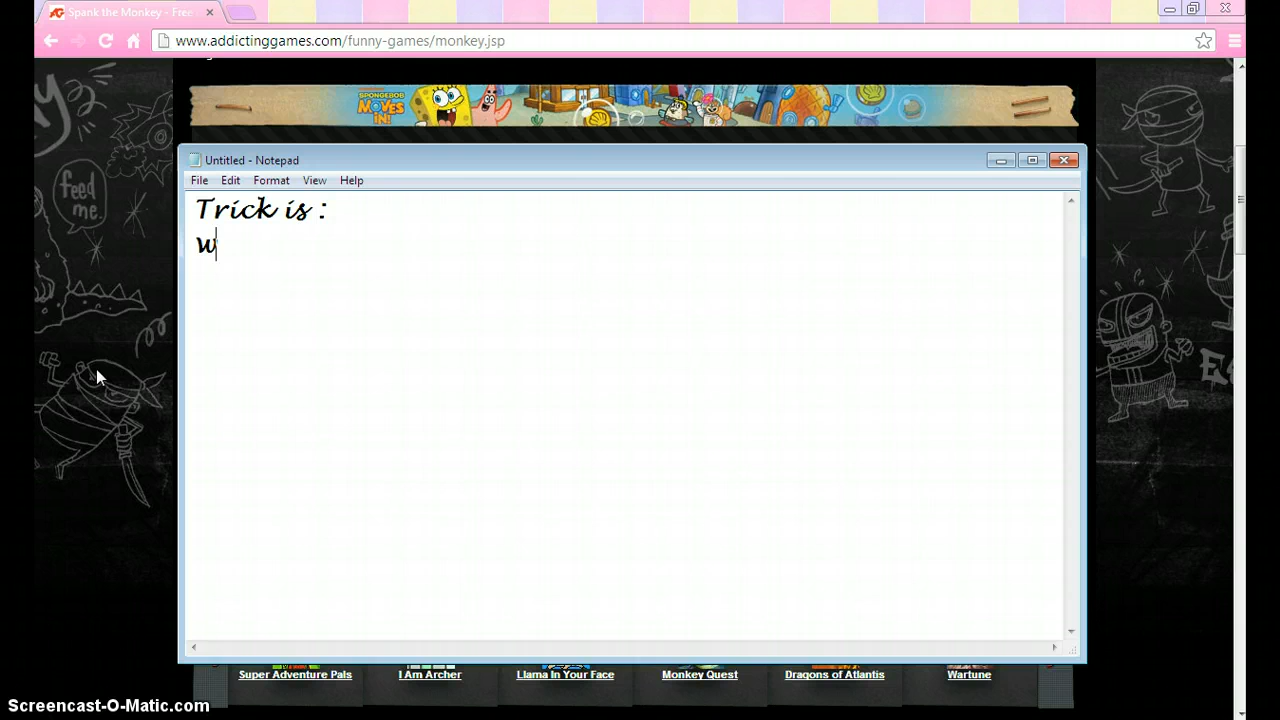 Spank the Monkey - Free
www.addictinggames.com/funny-games/monkey.jsp
SPONGEBOB
MOVES
IN!
feed
me.
Untitled - Notepad
File Edit Format View Help
Trick is :
w
Super Adventure Pals I Am Archer Llama In Your Face Monkey Quest Dragons of Atlantis Wartune
Screencast-O-Matic.com